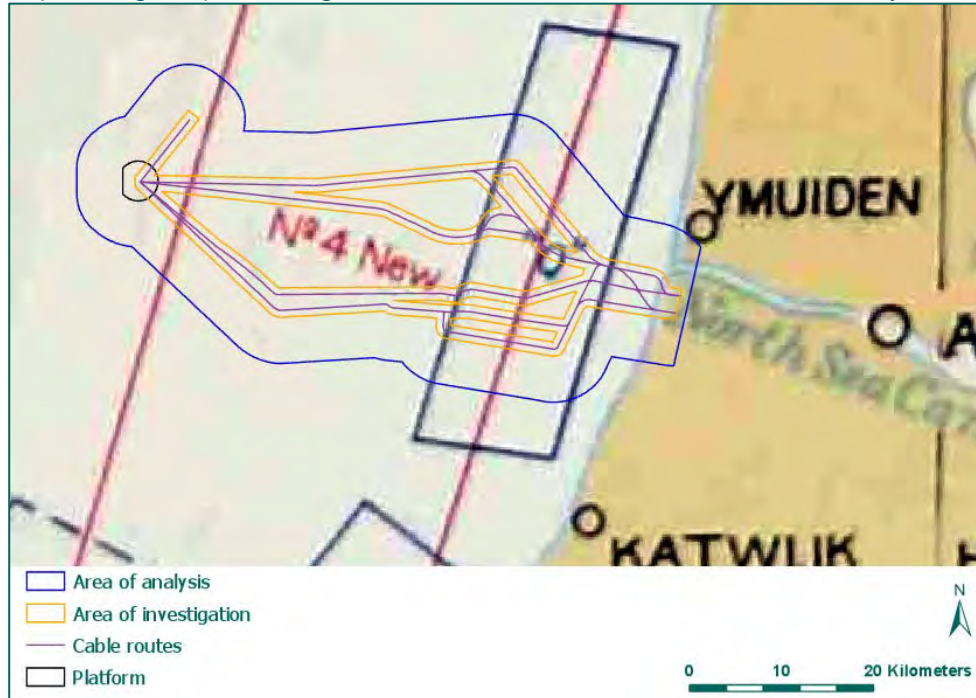 YMUIDEN
Nº4 New
"U"
North Sea Can
A
KATWIJK
H
Area of analysis
Area of investigation
Cable routes
Platform
N
0 10 20 Kilometers